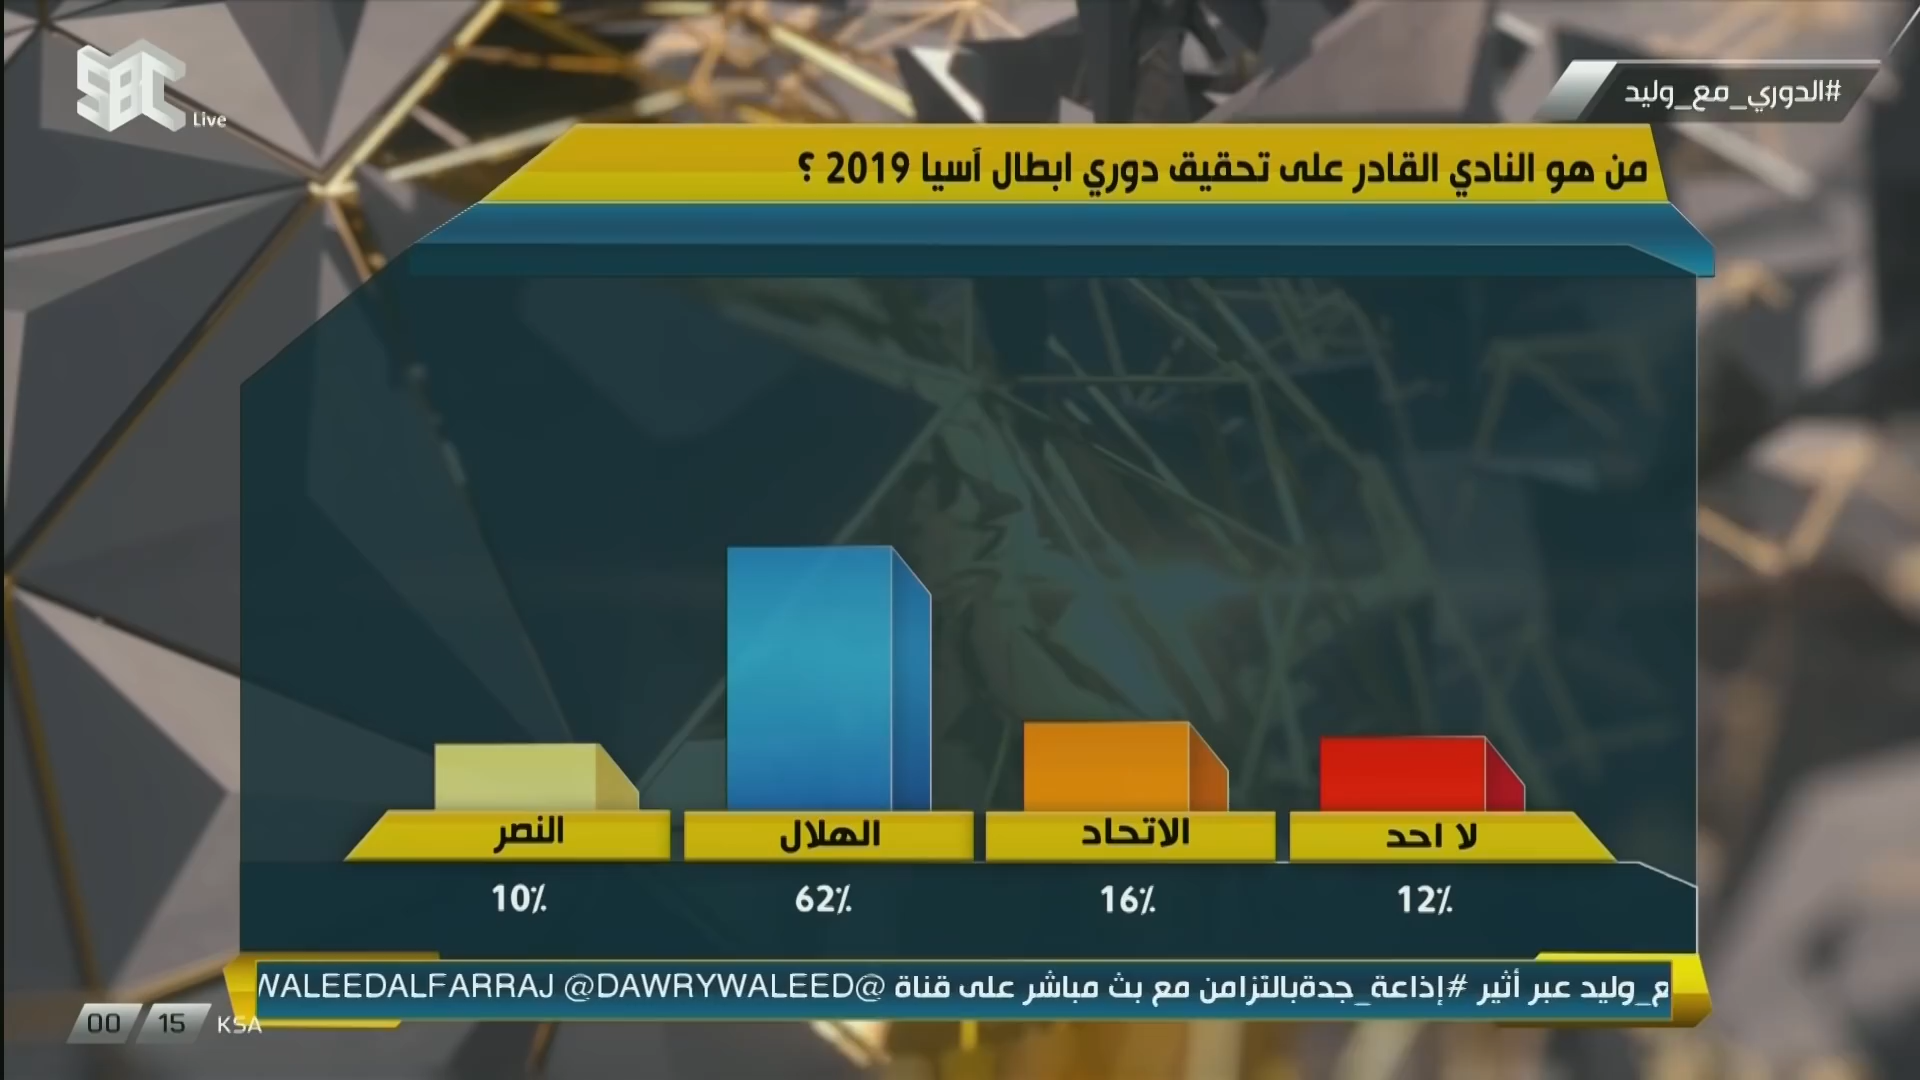 SBC Live
#الدوري_مع_وليد
من هو النادي القادر على تحقيق دوري ابطال آسيا 2019 ؟
لا احد
الاتحاد
الهلال
النصر
12٪
16٪
62٪
10٪
ع_وليد عبر أثير #إذاعة_جدةبالتزامن مع بث مباشر على قناة @WALEEDALFARRAJ @DAWRYWALEED
00 15 KSA